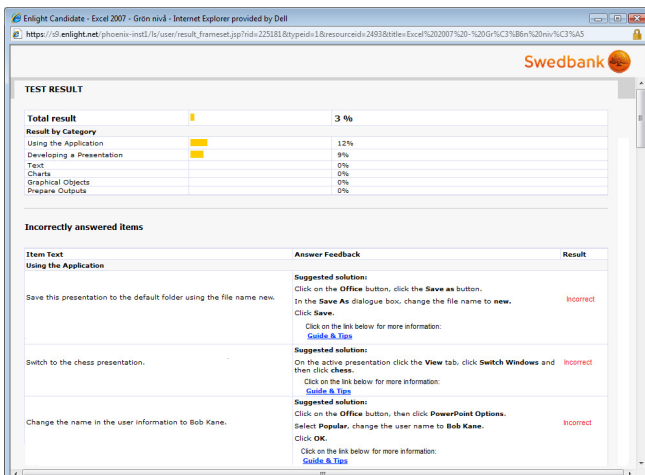 Enlight Candidate - Excel 2007 - Grön nivå - Internet Explorer provided by Dell
https://s9.enlight.net/phoenix-inst1/ls/user/result_frameset.jsp?rid=225181&typeid=1&resourceid=2493&title=Excel%202007%20-%20Gr%C3%B6n%20niv%C3%A5
Swedbank
TEST RESULT
Total result 3 %
Result by Category
Using the Application 12%
Developing a Presentation 9%
Text 0%
Charts 0%
Graphical Objects 0%
Prepare Outputs 0%
Incorrectly answered items
Item Text Answer Feedback Result
Using the Application
Save this presentation to the default folder using the file name new.
Suggested solution:
Click on the Office button, click the Save as button.
In the Save As dialogue box, change the file name to new.
Click Save.
Click on the link below for more information:
Guide & Tips
Incorrect
Switch to the chess presentation.
Suggested solution:
On the active presentation click the View tab, click Switch Windows and
then click chess.
Click on the link below for more information:
Guide & Tips
Incorrect
Change the name in the user information to Bob Kane.
Suggested solution:
Click on the Office button, then click PowerPoint Options.
Select Popular, change the user name to Bob Kane.
Click OK.
Click on the link below for more information:
Guide & Tips
Incorrect